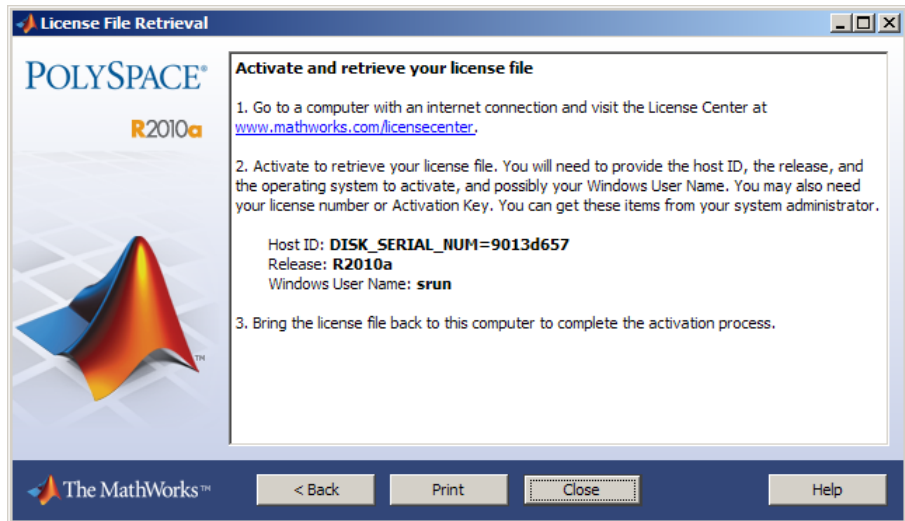 License File Retrieval
POLYSPACE®
R2010a
Activate and retrieve your license file
1. Go to a computer with an internet connection and visit the License Center at
www.mathworks.com/licensecenter.
2. Activate to retrieve your license file. You will need to provide the host ID, the release, and
the operating system to activate, and possibly your Windows User Name. You may also need
your license number or Activation Key. You can get these items from your system administrator.
Host ID: DISK_SERIAL_NUM=9013d657
Release: R2010a
Windows User Name: srun
3. Bring the license file back to this computer to complete the activation process.
TM
The MathWorks™
< Back
Print
Close
Help